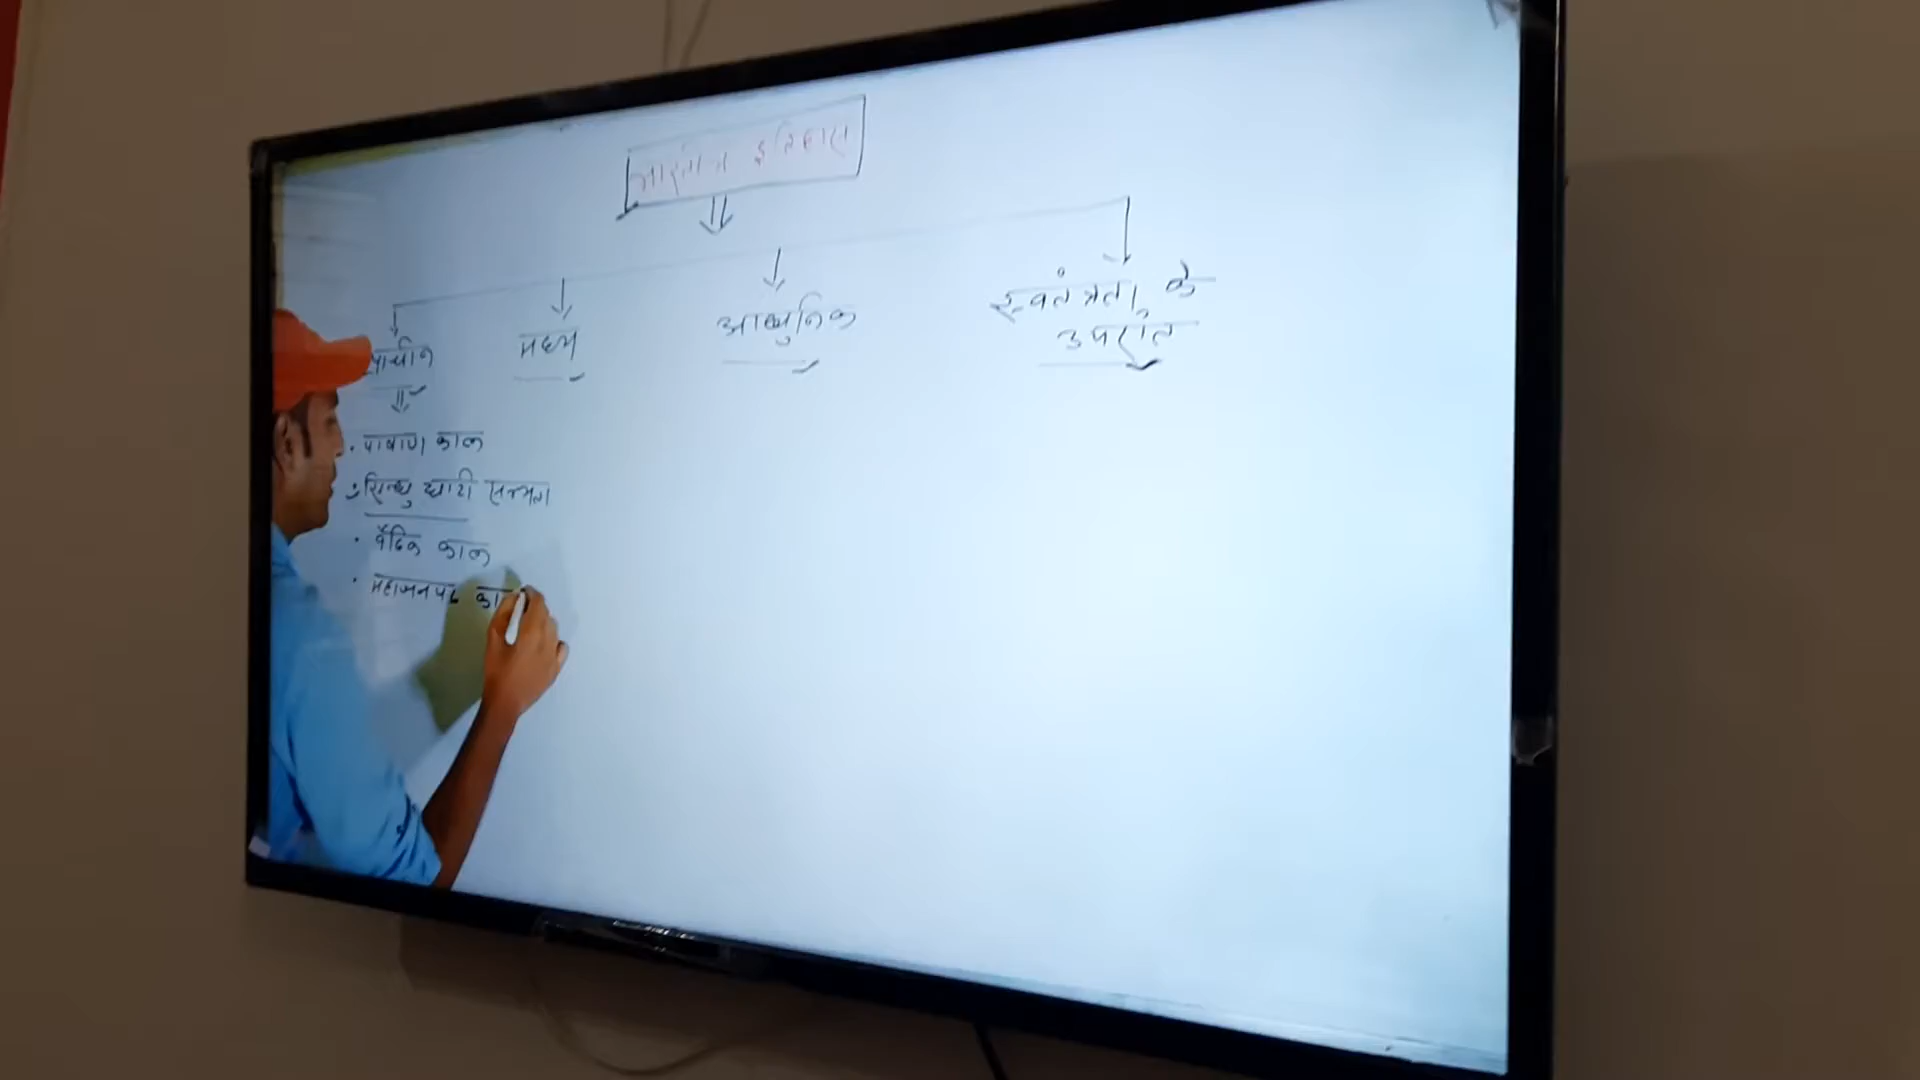 भारतीय इतिहास
प्राचीन
मध्य
आधुनिक
स्वतंत्रता के
उपरांत
• पाषाण काल
• सिन्धु घाटी सभ्यता
• वैदिक काल
• महाजनपद का